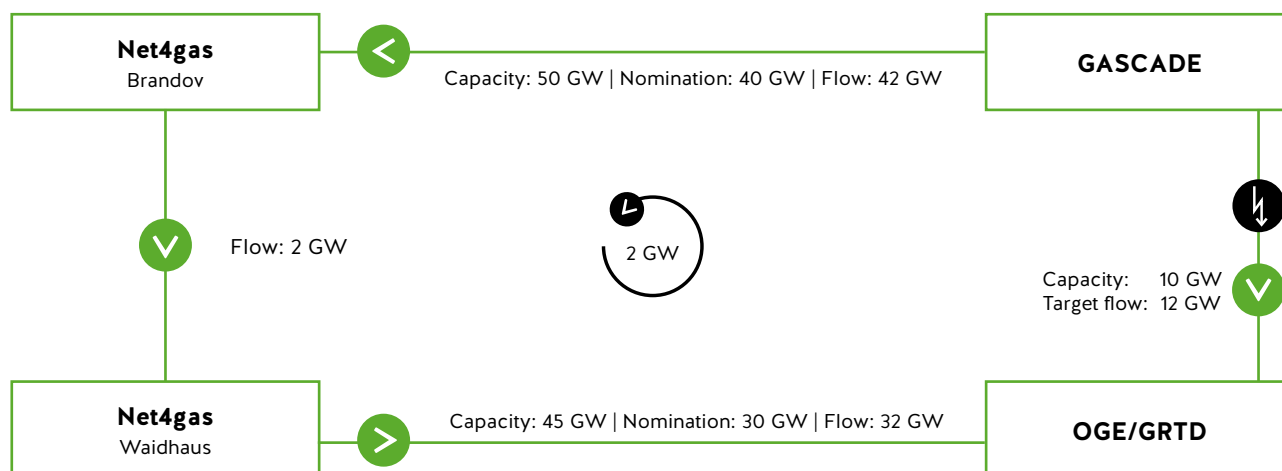 Net4gas
Brandov
Capacity: 50 GW | Nomination: 40 GW | Flow: 42 GW
GASCADE
Flow: 2 GW
2 GW
Capacity: 10 GW
Target flow: 12 GW
Net4gas
Waidhaus
Capacity: 45 GW | Nomination: 30 GW | Flow: 32 GW
OGE/GRTD